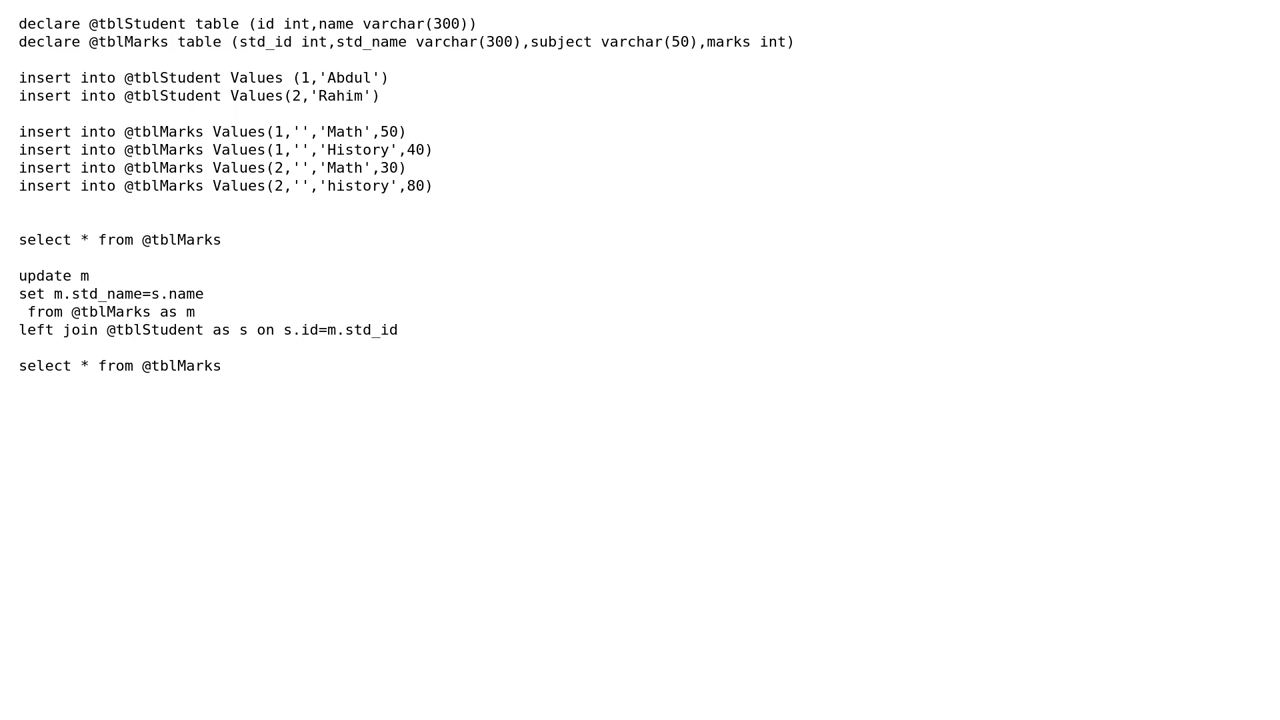 declare @tblStudent table (id int,name varchar(300))
declare @tblMarks table (std_id int,std_name varchar(300),subject varchar(50),marks int)
insert into @tblStudent Values (1,'Abdul')
insert into @tblStudent Values(2,'Rahim')
insert into @tblMarks Values(1,'','Math',50)
insert into @tblMarks Values(1,'','History',40)
insert into @tblMarks Values(2,'','Math',30)
insert into @tblMarks Values(2,'','history',80)
select * from @tblMarks
update m
set m.std_name=s.name
 from @tblMarks as m
left join @tblStudent as s on s.id=m.std_id
select * from @tblMarks